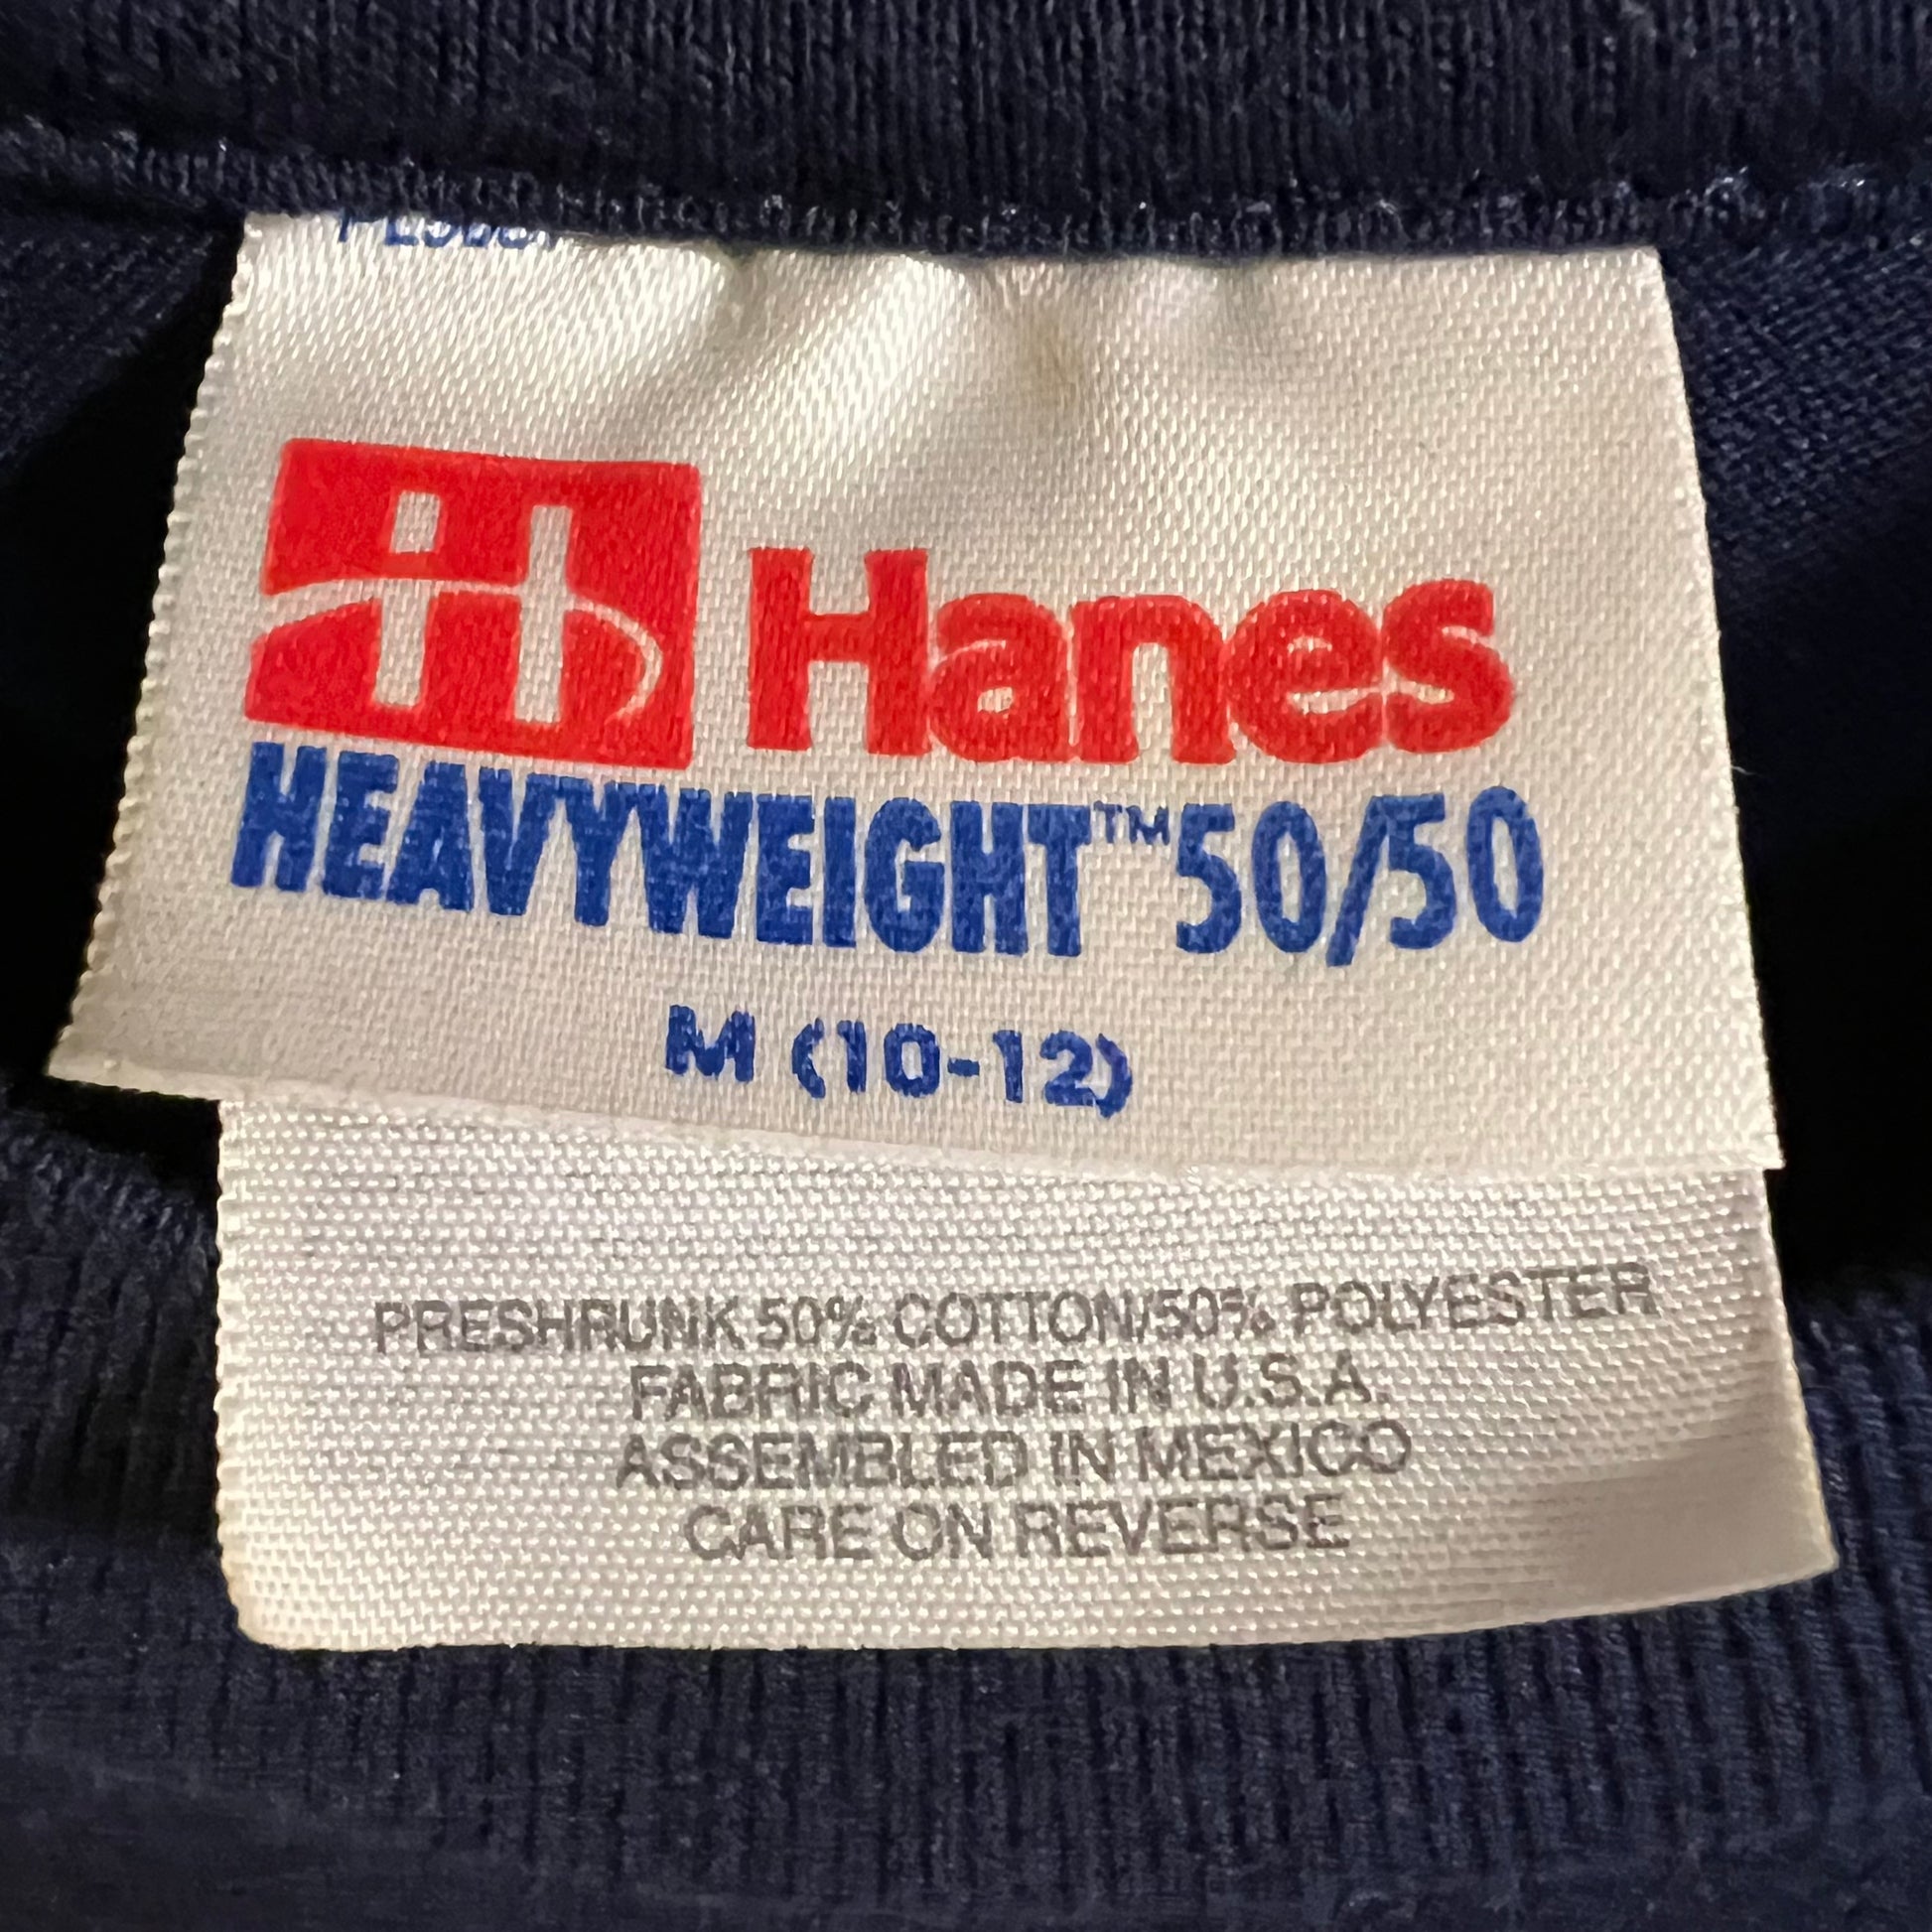 Hanes
HEAVYWEIGHT™ 50/50
M (10-12)
PRESHRUNK 50% COTTON/50% POLYESTER
FABRIC MADE IN U.S.A.
ASSEMBLED IN MEXICO
CARE ON REVERSE